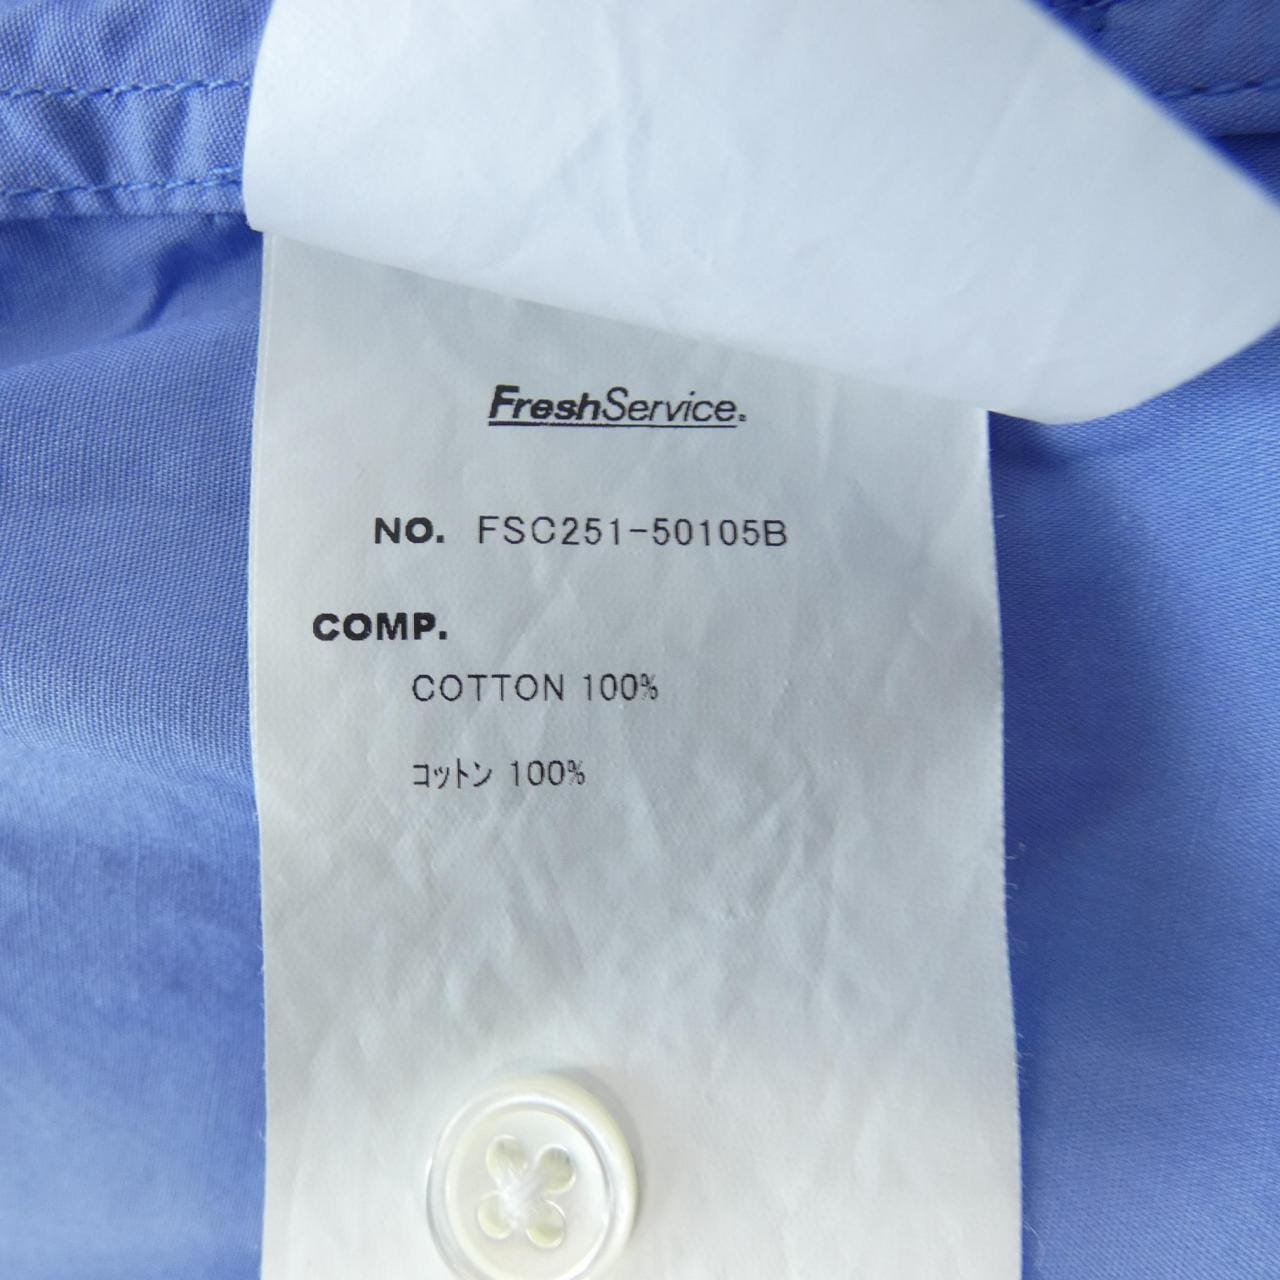 FreshService.
NO. FSC251-50105B
COMP.
COTTON 100%
コットン 100%